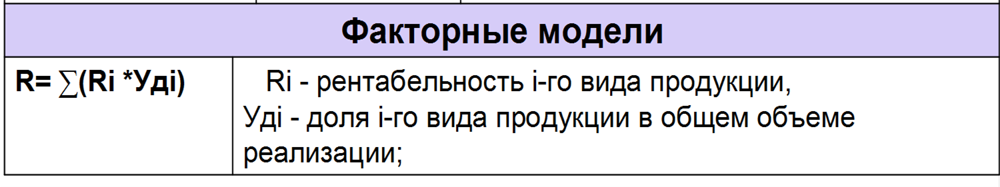 Факторные модели
R= ∑(Ri *Удi)
Ri - рентабельность i-го вида продукции,
Удi - доля i-го вида продукции в общем объеме
реализации;